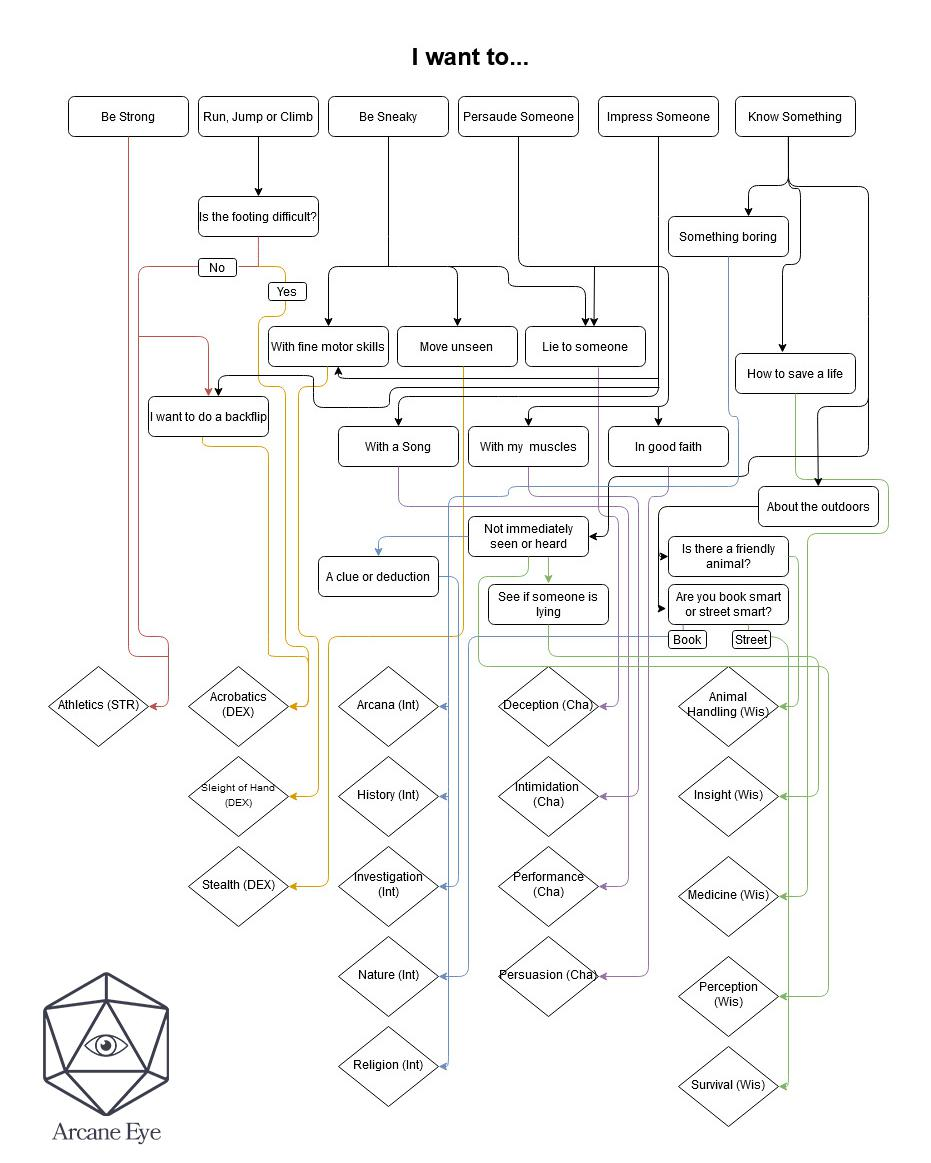 I want to...
Be Strong
Run, Jump or Climb
Be Sneaky
Persaude Someone
Impress Someone
Know Something
Is the footing difficult?
Something boring
No
Yes
With fine motor skills
Move unseen
Lie to someone
How to save a life
I want to do a backflip
With a Song
With my muscles
In good faith
About the outdoors
Not immediately
seen or heard
Is there a friendly
animal?
A clue or deduction
See if someone is
lying
Are you book smart
or street smart?
Book
Street
Athletics (STR)
Acrobatics
(DEX)
Arcana (Int)
Deception (Cha)
Animal
Handling (Wis)
Sleight of Hand
(DEX)
History (Int)
Intimidation
(Cha)
Insight (Wis)
Stealth (DEX)
Investigation
(Int)
Performance
(Cha)
Medicine (Wis)
Nature (Int)
Persuasion (Cha)
Perception
(Wis)
Religion (Int)
Survival (Wis)
Arcane Eye